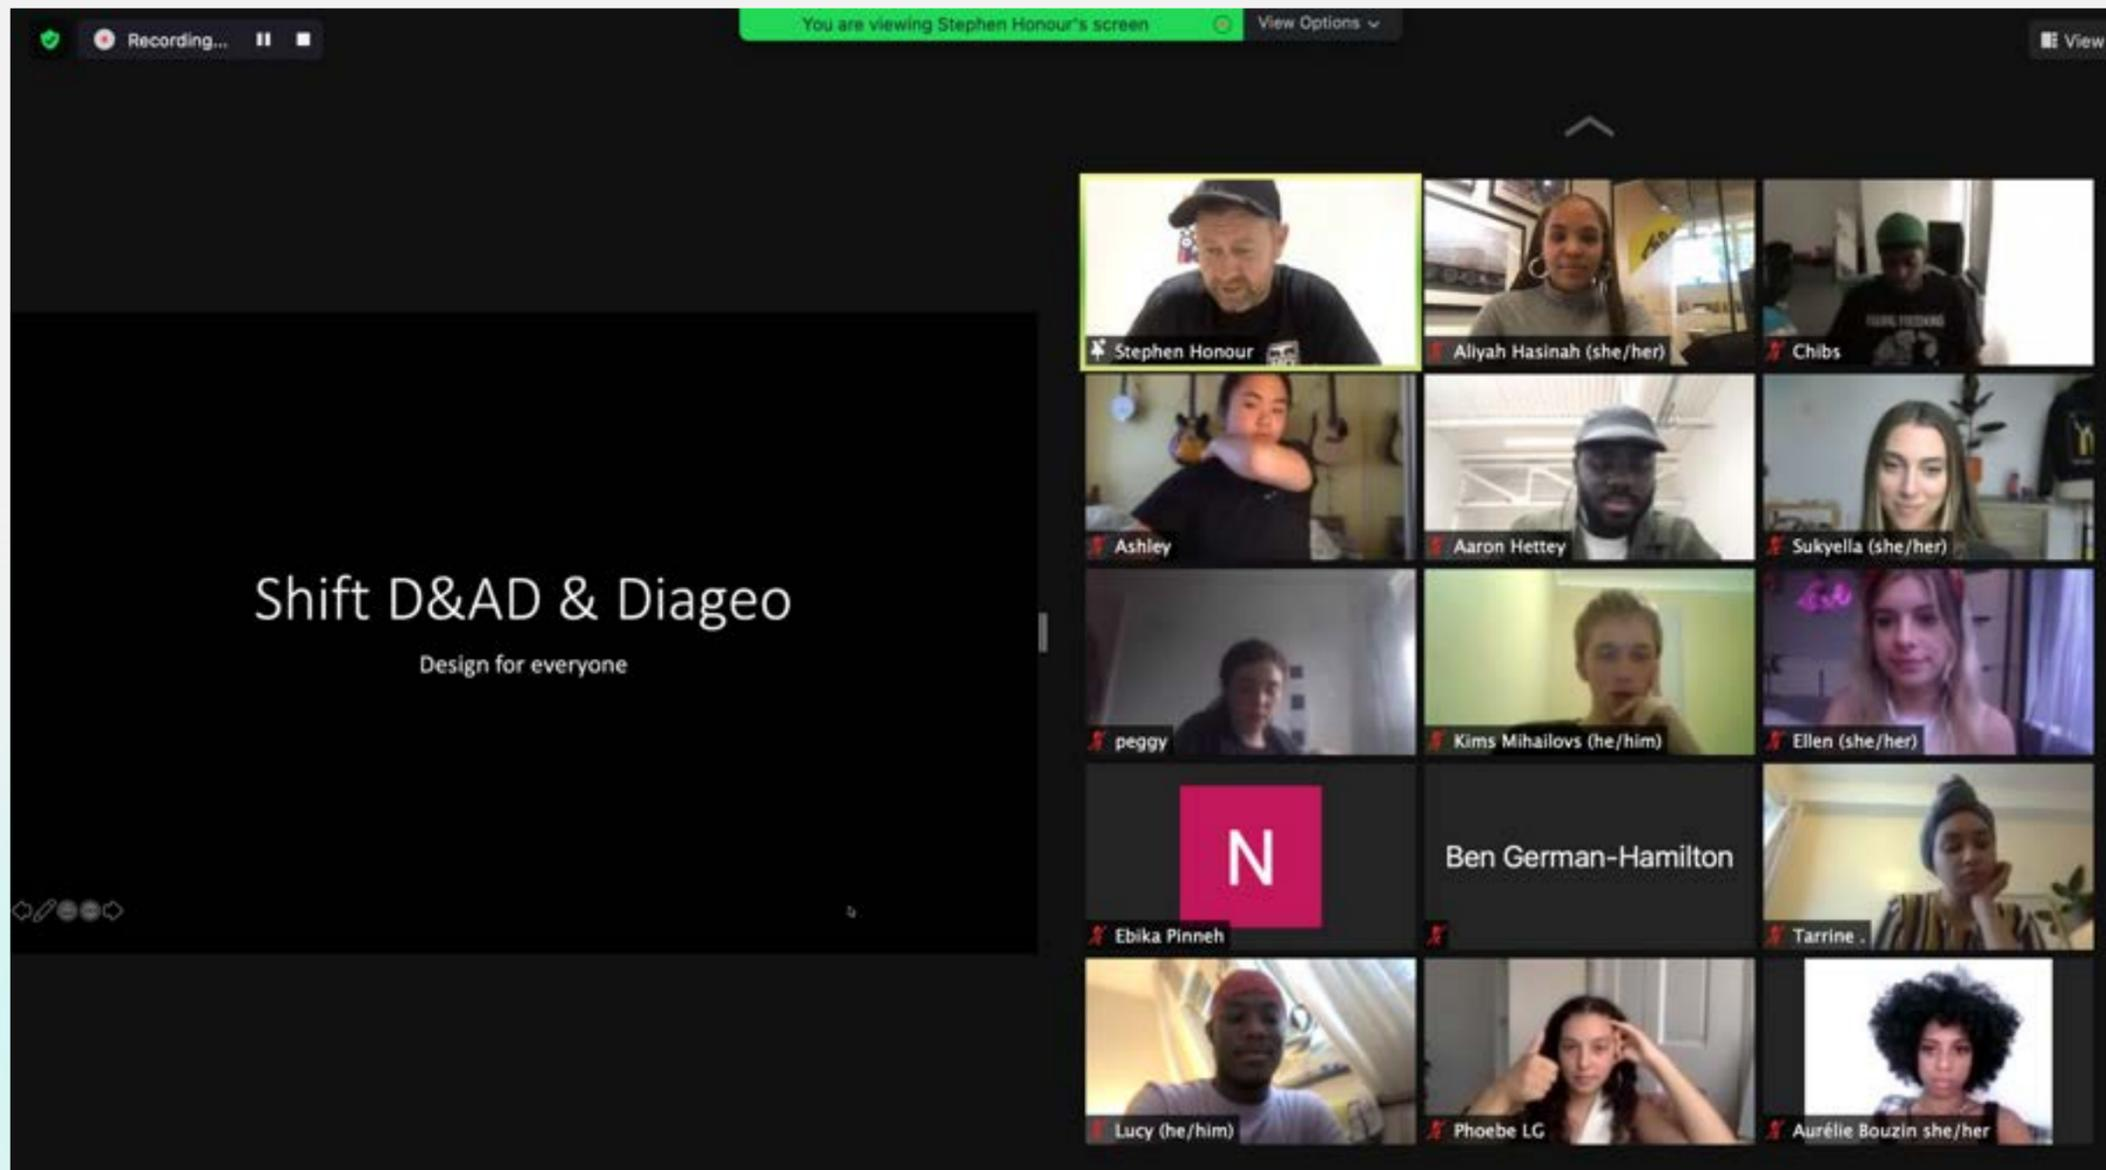 Recording...
You are viewing Stephen Honour's screen
View Options
View
Shift D&AD & Diageo
Design for everyone
Stephen Honour
Aliyah Hasinah (she/her)
Chibs
Ashley
Aaron Hettey
Sukyella (she/her)
peggy
Kims Mihailovs (he/him)
Ellen (she/her)
N
Ebika Pinneh
Ben German-Hamilton
Tarrine .
Lucy (he/him)
Phoebe LG
Aurélie Bouzin she/her